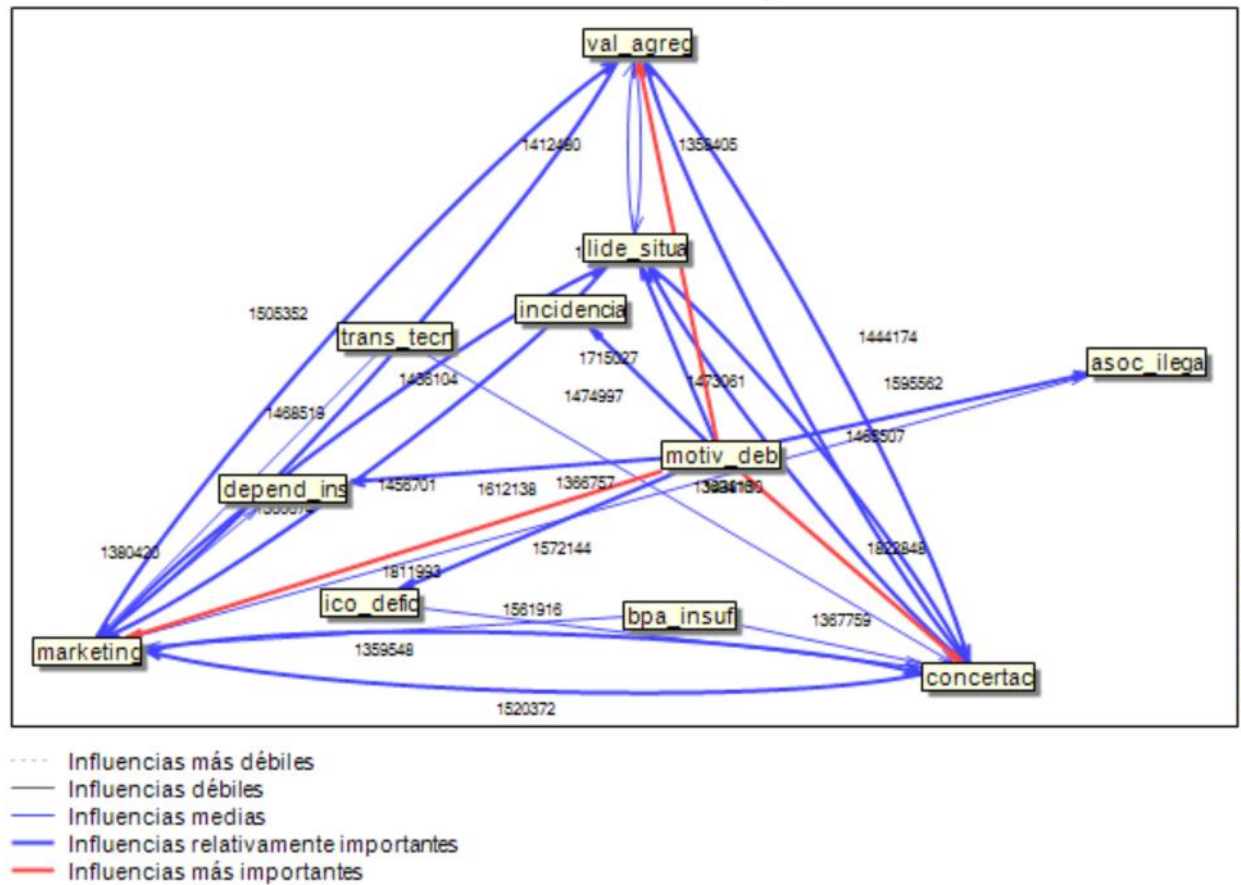 val_agreg
1412480
1358405
lide_situa
incidencia
1505352
trans_tecn
1444174
1715027
asoc_ilega
1436104
1473061
1595562
1474997
1468519
1465507
motiv_deb
depend_ins
1456701
1612138
1366757
1380420
1572144
1822848
1811993
ico_defic
1561916
bpa_insuf
1367759
marketing
1359548
concertac
1520372
Influencias más débiles
Influencias débiles
Influencias medias
Influencias relativamente importantes
Influencias más importantes